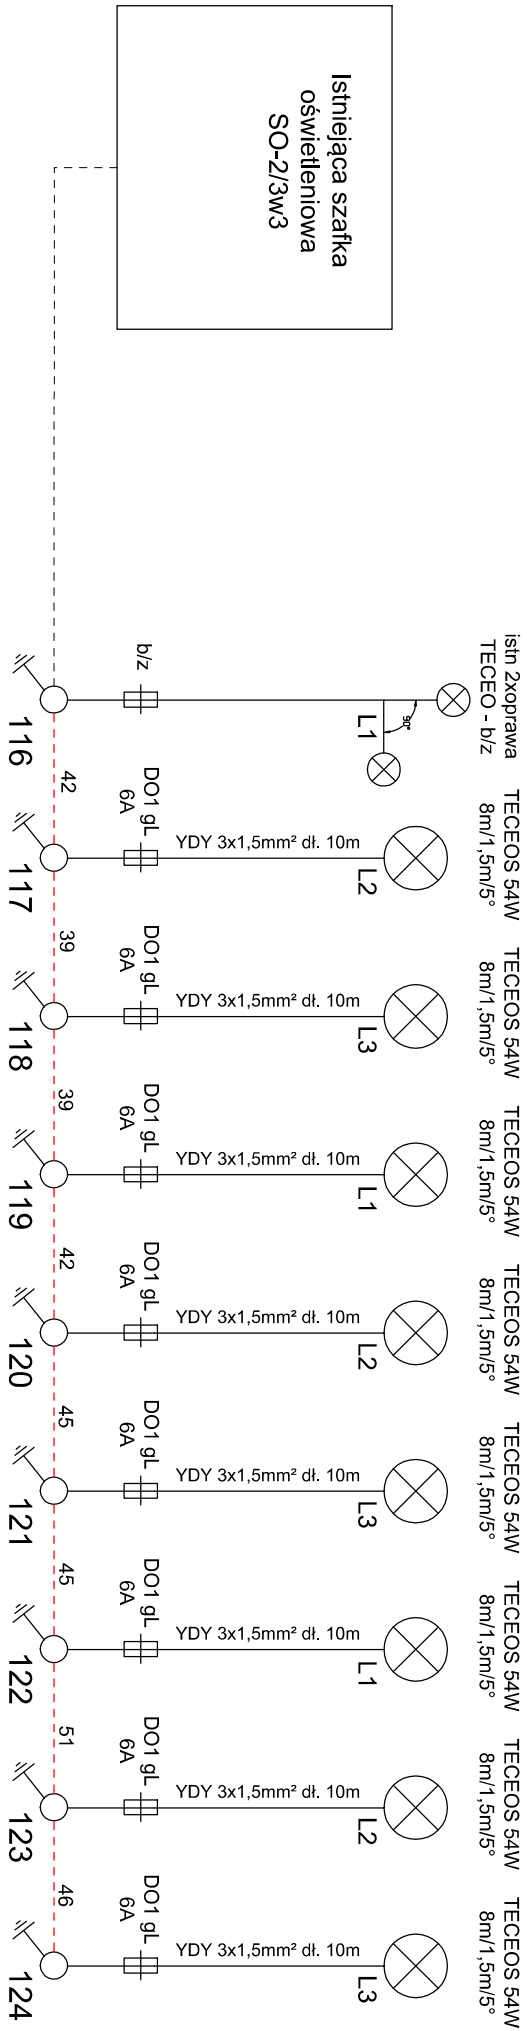 Istniejąca szafka
oświetleniowa
SO-2/3w3
istn 2xoprawa
TECEO - b/z
90°
L1
b/z
116
42
TECEOS 54W
8m/1,5m/5°
L2
YDY 3x1,5mm² dł. 10m
DO1 gL
6A
117
39
TECEOS 54W
8m/1,5m/5°
L3
YDY 3x1,5mm² dł. 10m
DO1 gL
6A
118
39
TECEOS 54W
8m/1,5m/5°
L1
YDY 3x1,5mm² dł. 10m
DO1 gL
6A
119
42
TECEOS 54W
8m/1,5m/5°
L2
YDY 3x1,5mm² dł. 10m
DO1 gL
6A
120
45
TECEOS 54W
8m/1,5m/5°
L3
YDY 3x1,5mm² dł. 10m
DO1 gL
6A
121
45
TECEOS 54W
8m/1,5m/5°
L1
YDY 3x1,5mm² dł. 10m
DO1 gL
6A
122
51
TECEOS 54W
8m/1,5m/5°
L2
YDY 3x1,5mm² dł. 10m
DO1 gL
6A
123
46
TECEOS 54W
8m/1,5m/5°
L3
YDY 3x1,5mm² dł. 10m
DO1 gL
6A
124